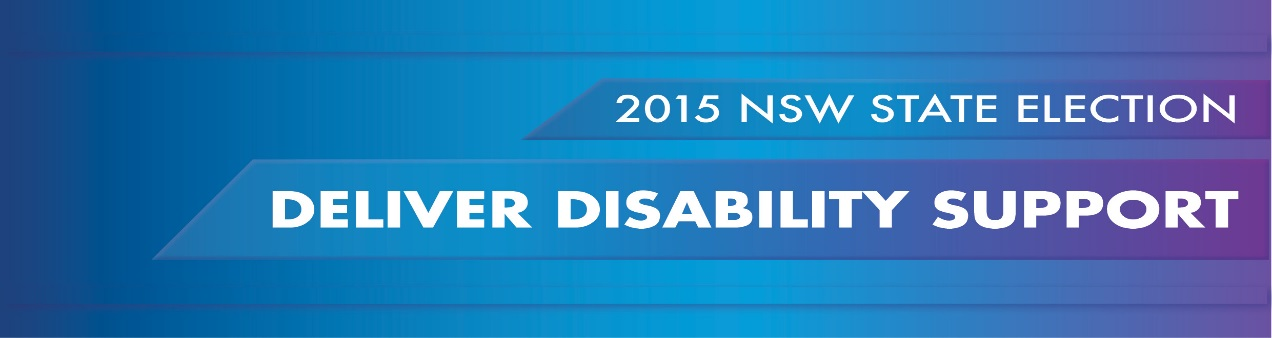 2015 NSW STATE ELECTION
DELIVER DISABILITY SUPPORT